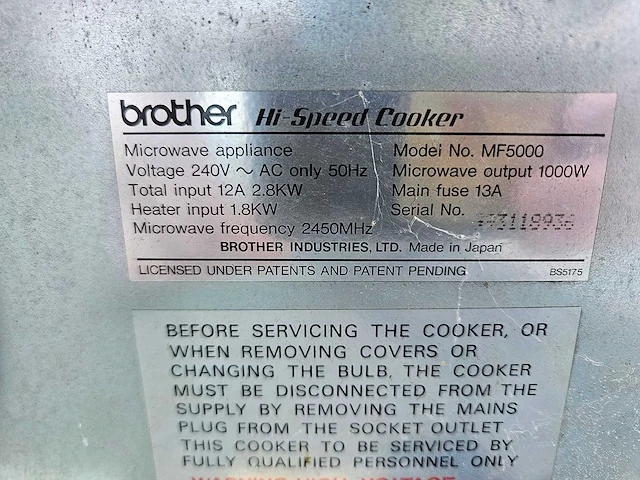 brother Hi-Speed Cooker
Microwave appliance Model No. MF5000
Voltage 240V ~ AC only 50Hz Microwave output 1000W
Total input 12A 2.8KW Main fuse 13A
Heater input 1.8KW Serial No.
Microwave frequency 2450MHz
BROTHER INDUSTRIES, LTD. Made in Japan
LICENSED UNDER PATENTS AND PATENT PENDING BS5175
BEFORE SERVICING THE COOKER, OR
WHEN REMOVING COVERS OR
CHANGING THE BULB, THE COOKER
MUST BE DISCONNECTED FROM THE
SUPPLY BY REMOVING THE MAINS
PLUG FROM THE SOCKET OUTLET
THIS COOKER TO BE SERVICED BY
FULLY QUALIFIED PERSONNEL ONLY
WARNING HIGH VOLTAGE